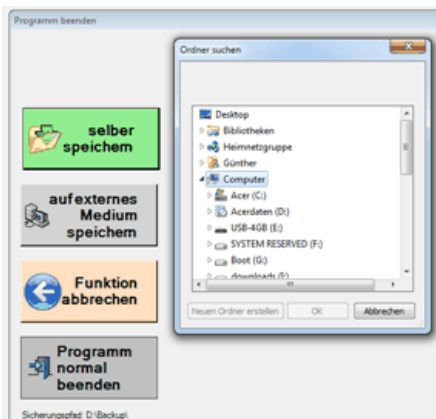 Programm beenden
selber
speichern
auf externes
Medium
speichern
Funktion
abbrechen
Programm
normal
beenden
Sicherungspfad: D:\Backup\
Ordner suchen
Desktop
Bibliotheken
Heimnetzgruppe
Günther
Computer
Acer (C:)
Acerdaten (D:)
USB-4GB (E:)
SYSTEM RESERVED (F:)
Boot (G:)
Neuen Ordner erstellen
OK
Abbrechen